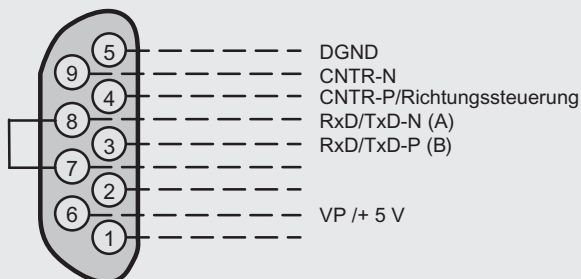 5 DGND
9 CNTR-N
4 CNTR-P/Richtungssteuerung
8 RxD/TxD-N (A)
3 RxD/TxD-P (B)
7
2
6 VP /+ 5 V
1